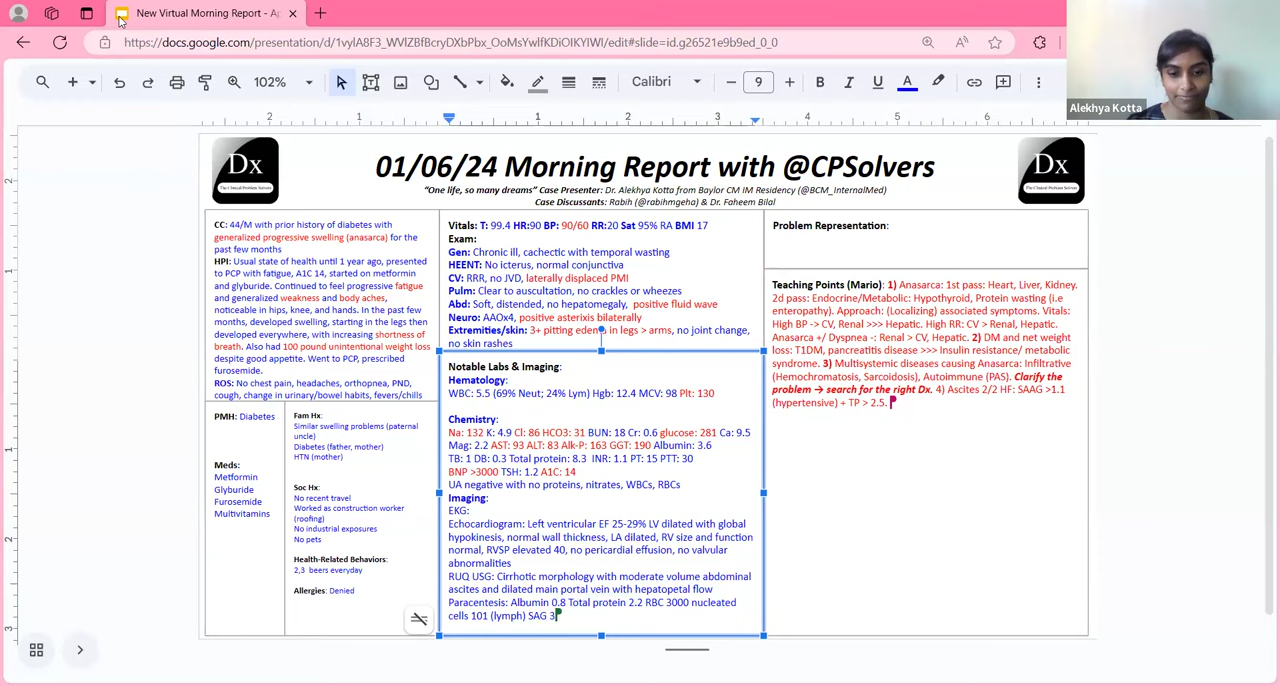 New Virtual Morning Report - Ap
https://docs.google.com/presentation/d/1vylA8F3_WVlZBfBcryDXbPbx_OoMsYwlfKDiOIKYIWI/edit#slide=id.g26521e9b9ed_0_0
102%
Calibri
9
B I U A
Alekhya Kotta
2 1 1 2 3 4 5 6
Dx
The Clinical Problem Solvers
01/06/24 Morning Report with @CPSolvers
"One life, so many dreams" Case Presenter: Dr. Alekhya Kotta from Baylor CM IM Residency (@BCM_InternalMed)
Case Discussants: Rabih (@rabihmgeha) & Dr. Faheem Bilal
Dx
The Clinical Problem Solvers
CC: 44/M with prior history of diabetes with
generalized progressive swelling (anasarca) for the
past few months
HPI: Usual state of health until 1 year ago, presented
to PCP with fatigue, A1C 14, started on metformin
and glyburide. Continued to feel progressive fatigue
and generalized weakness and body aches,
noticeable in hips, knee, and hands. In the past few
months, developed swelling, starting in the legs then
developed everywhere, with increasing shortness of
breath. Also had 100 pound unintentional weight loss
despite good appetite. Went to PCP, prescribed
furosemide.
ROS: No chest pain, headaches, orthopnea, PND,
cough, change in urinary/bowel habits, fevers/chills
PMH: Diabetes
Meds:
Metformin
Glyburide
Furosemide
Multivitamins
Fam Hx:
Similar swelling problems (paternal
uncle)
Diabetes (father, mother)
HTN (mother)
Soc Hx:
No recent travel
Worked as construction worker
(roofing)
No industrial exposures
No pets
Health-Related Behaviors:
2,3 beers everyday
Allergies: Denied
Vitals: T: 99.4 HR:90 BP: 90/60 RR:20 Sat 95% RA BMI 17
Exam:
Gen: Chronic ill, cachectic with temporal wasting
HEENT: No icterus, normal conjunctiva
CV: RRR, no JVD, laterally displaced PMI
Pulm: Clear to auscultation, no crackles or wheezes
Abd: Soft, distended, no hepatomegaly, positive fluid wave
Neuro: AAOx4, positive asterixis bilaterally
Extremities/skin: 3+ pitting edema in legs > arms, no joint change,
no skin rashes
Notable Labs & Imaging:
Hematology:
WBC: 5.5 (69% Neut; 24% Lym) Hgb: 12.4 MCV: 98 Plt: 130
Chemistry:
Na: 132 K: 4.9 Cl: 86 HCO3: 31 BUN: 18 Cr: 0.6 glucose: 281 Ca: 9.5
Mag: 2.2 AST: 93 ALT: 83 Alk-P: 163 GGT: 190 Albumin: 3.6
TB: 1 DB: 0.3 Total protein: 8.3 INR: 1.1 PT: 15 PTT: 30
BNP >3000 TSH: 1.2 A1C: 14
UA negative with no proteins, nitrates, WBCs, RBCs
Imaging:
EKG:
Echocardiogram: Left ventricular EF 25-29% LV dilated with global
hypokinesis, normal wall thickness, LA dilated, RV size and function
normal, RVSP elevated 40, no pericardial effusion, no valvular
abnormalities
RUQ USG: Cirrhotic morphology with moderate volume abdominal
ascites and dilated main portal vein with hepatopetal flow
Paracentesis: Albumin 0.8 Total protein 2.2 RBC 3000 nucleated
cells 101 (lymph) SAG 3
Problem Representation:
Teaching Points (Mario): 1) Anasarca: 1st pass: Heart, Liver, Kidney.
2d pass: Endocrine/Metabolic: Hypothyroid, Protein wasting (i.e
enteropathy). Approach: (Localizing) associated symptoms. Vitals:
High BP -> CV, Renal >>> Hepatic. High RR: CV > Renal, Hepatic.
Anasarca +/ Dyspnea -: Renal > CV, Hepatic. 2) DM and net weight
loss: T1DM, pancreatitis disease >>> Insulin resistance/ metabolic
syndrome. 3) Multisystemic diseases causing Anasarca: Infiltrative
(Hemochromatosis, Sarcoidosis), Autoimmune (PAS). Clarify the
problem → search for the right Dx. 4) Ascites 2/2 HF: SAAG >1.1
(hypertensive) + TP > 2.5.
2 1 1 2 3